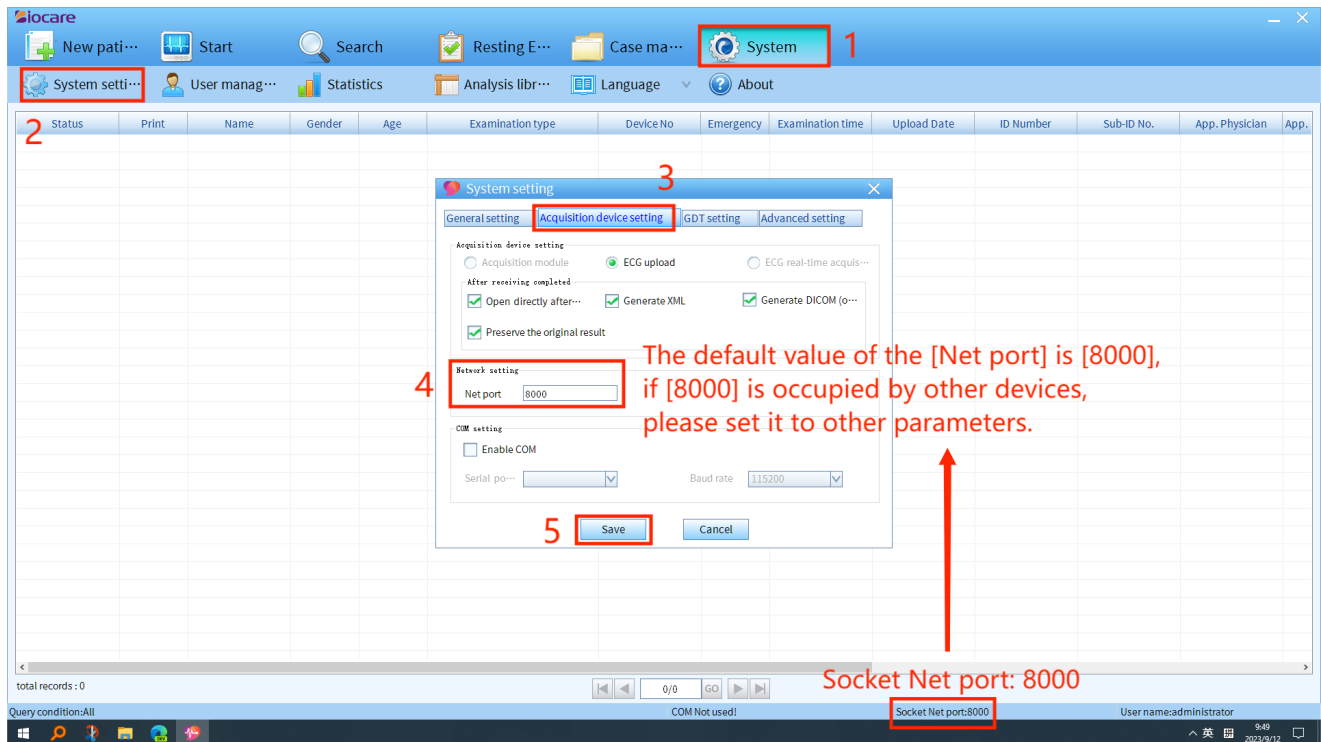 Biocare
New pati…
Start
Search
Resting E…
Case ma…
System
1
System setti…
User manag…
Statistics
Analysis libr…
Language
About
2
Status Print Name Gender Age Examination type Device No Emergency Examination time Upload Date ID Number Sub-ID No. App. Physician App.
3
System setting
General setting Acquisition device setting GDT setting Advanced setting
Acquisition device setting
Acquisition module ECG upload ECG real-time acquis…
After receiving completed
Open directly after… Generate XML Generate DICOM (o…
Preserve the original result
4
Network setting
Net port 8000
The default value of the [Net port] is [8000],
if [8000] is occupied by other devices,
please set it to other parameters.
COM setting
Enable COM
Serial po… Baud rate 115200
5
Save Cancel
total records : 0
0/0 GO
Socket Net port: 8000
Query condition:All COM Not used! Socket Net port:8000 User name:administrator
英 9:49
2023/9/12